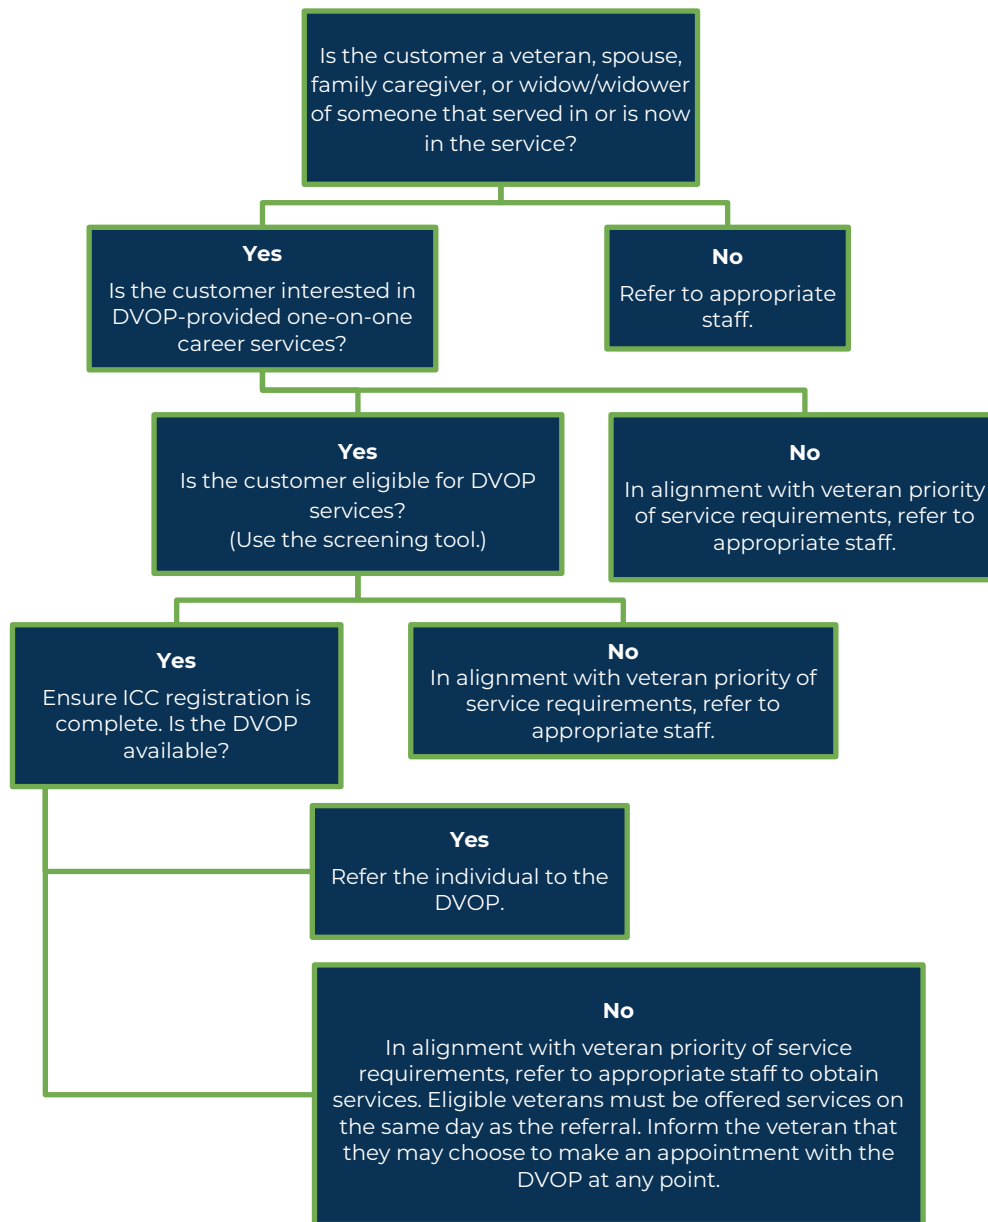 Is the customer a veteran, spouse,
family caregiver, or widow/widower
of someone that served in or is now
in the service?
Yes
Is the customer interested in
DVOP-provided one-on-one
career services?
No
Refer to appropriate
staff.
Yes
Is the customer eligible for DVOP
services?
(Use the screening tool.)
No
In alignment with veteran priority
of service requirements, refer to
appropriate staff.
Yes
Ensure ICC registration is
complete. Is the DVOP
available?
No
In alignment with veteran priority of
service requirements, refer to
appropriate staff.
Yes
Refer the individual to the
DVOP.
No
In alignment with veteran priority of service
requirements, refer to appropriate staff to obtain
services. Eligible veterans must be offered services on
the same day as the referral. Inform the veteran that
they may choose to make an appointment with the
DVOP at any point.